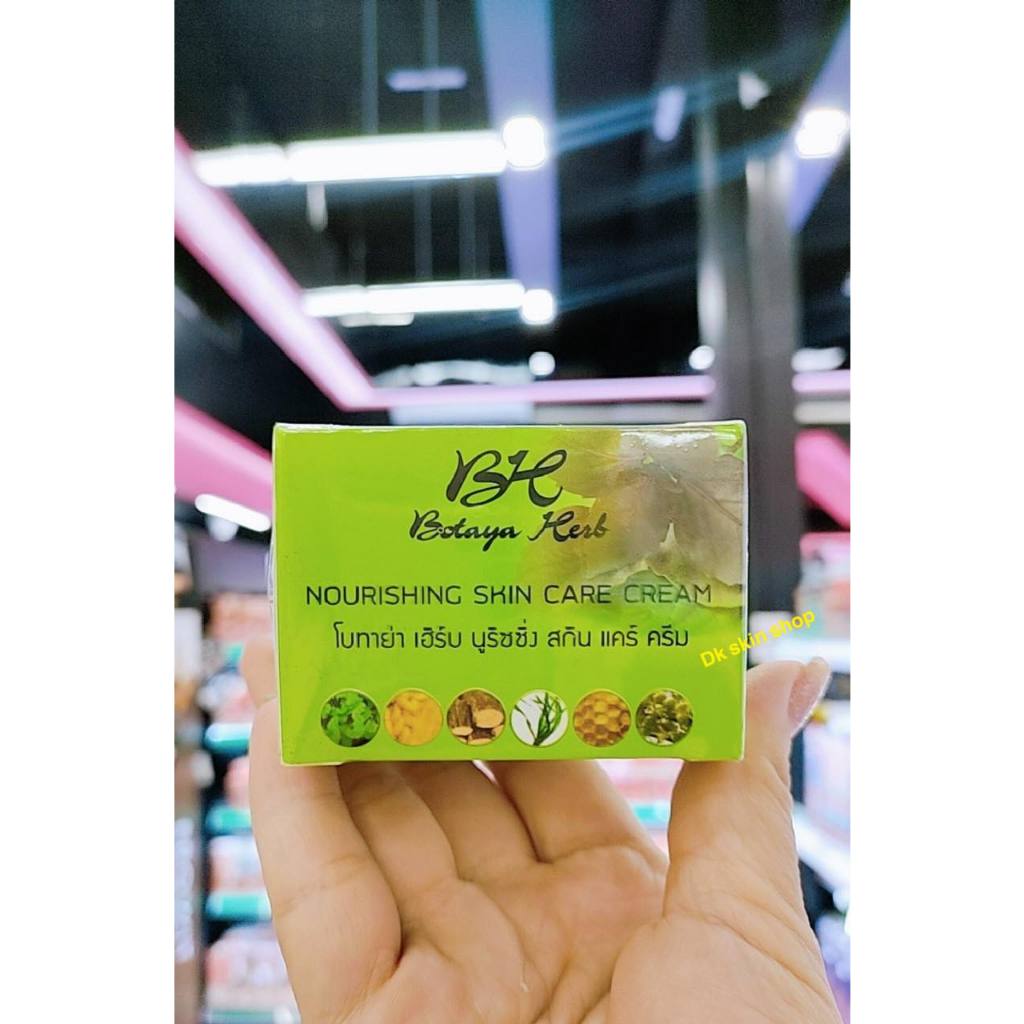 BH
Botaya Herb
NOURISHING SKIN CARE CREAM
โบทาย่า เฮิร์บ นูริชชิ่ง สกิน แคร์ ครีม
Dk skin shop